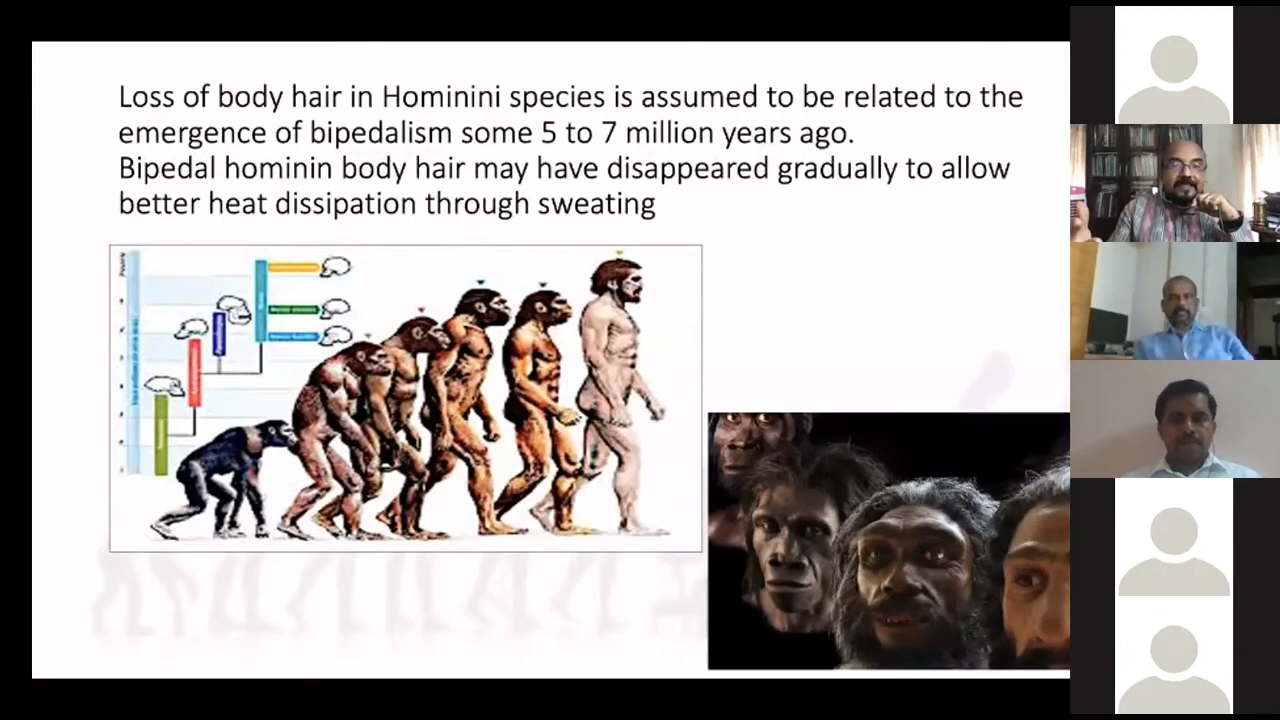 Loss of body hair in Hominini species is assumed to be related to the
emergence of bipedalism some 5 to 7 million years ago.
Bipedal hominin body hair may have disappeared gradually to allow
better heat dissipation through sweating